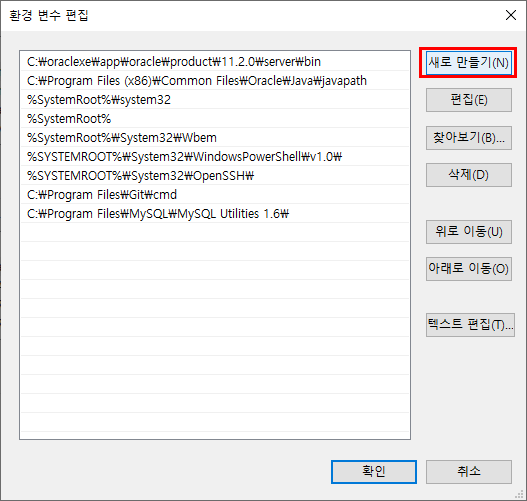 환경 변수 편집
C:₩oraclexe₩app₩oracle₩product₩11.2.0₩server₩bin
C:₩Program Files (x86)₩Common Files₩Oracle₩Java₩javapath
%SystemRoot%₩system32
%SystemRoot%
%SystemRoot%₩System32₩Wbem
%SYSTEMROOT%₩System32₩WindowsPowerShell₩v1.0₩
%SYSTEMROOT%₩System32₩OpenSSH₩
C:₩Program Files₩Git₩cmd
C:₩Program Files₩MySQL₩MySQL Utilities 1.6₩
새로 만들기(N)
편집(E)
찾아보기(B)...
삭제(D)
위로 이동(U)
아래로 이동(O)
텍스트 편집(T)...
확인
취소